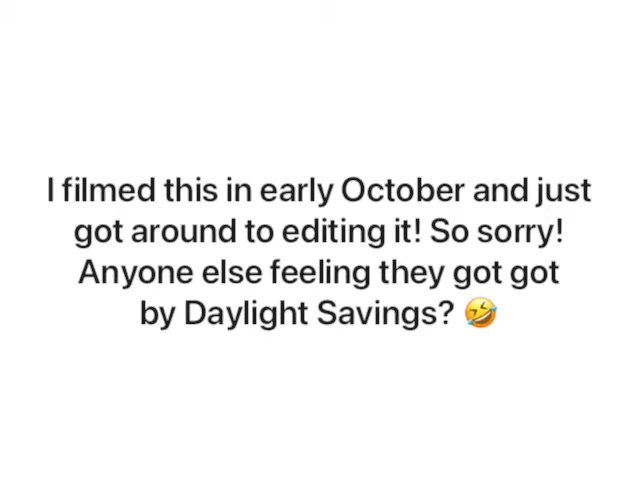 I filmed this in early October and just
got around to editing it! So sorry!
Anyone else feeling they got got
by Daylight Savings? 🤣